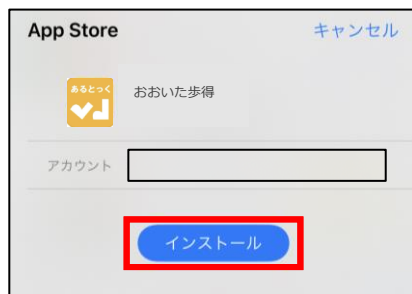 App Store
キャンセル
あるとっく
おおいた歩得
アカウント
インストール